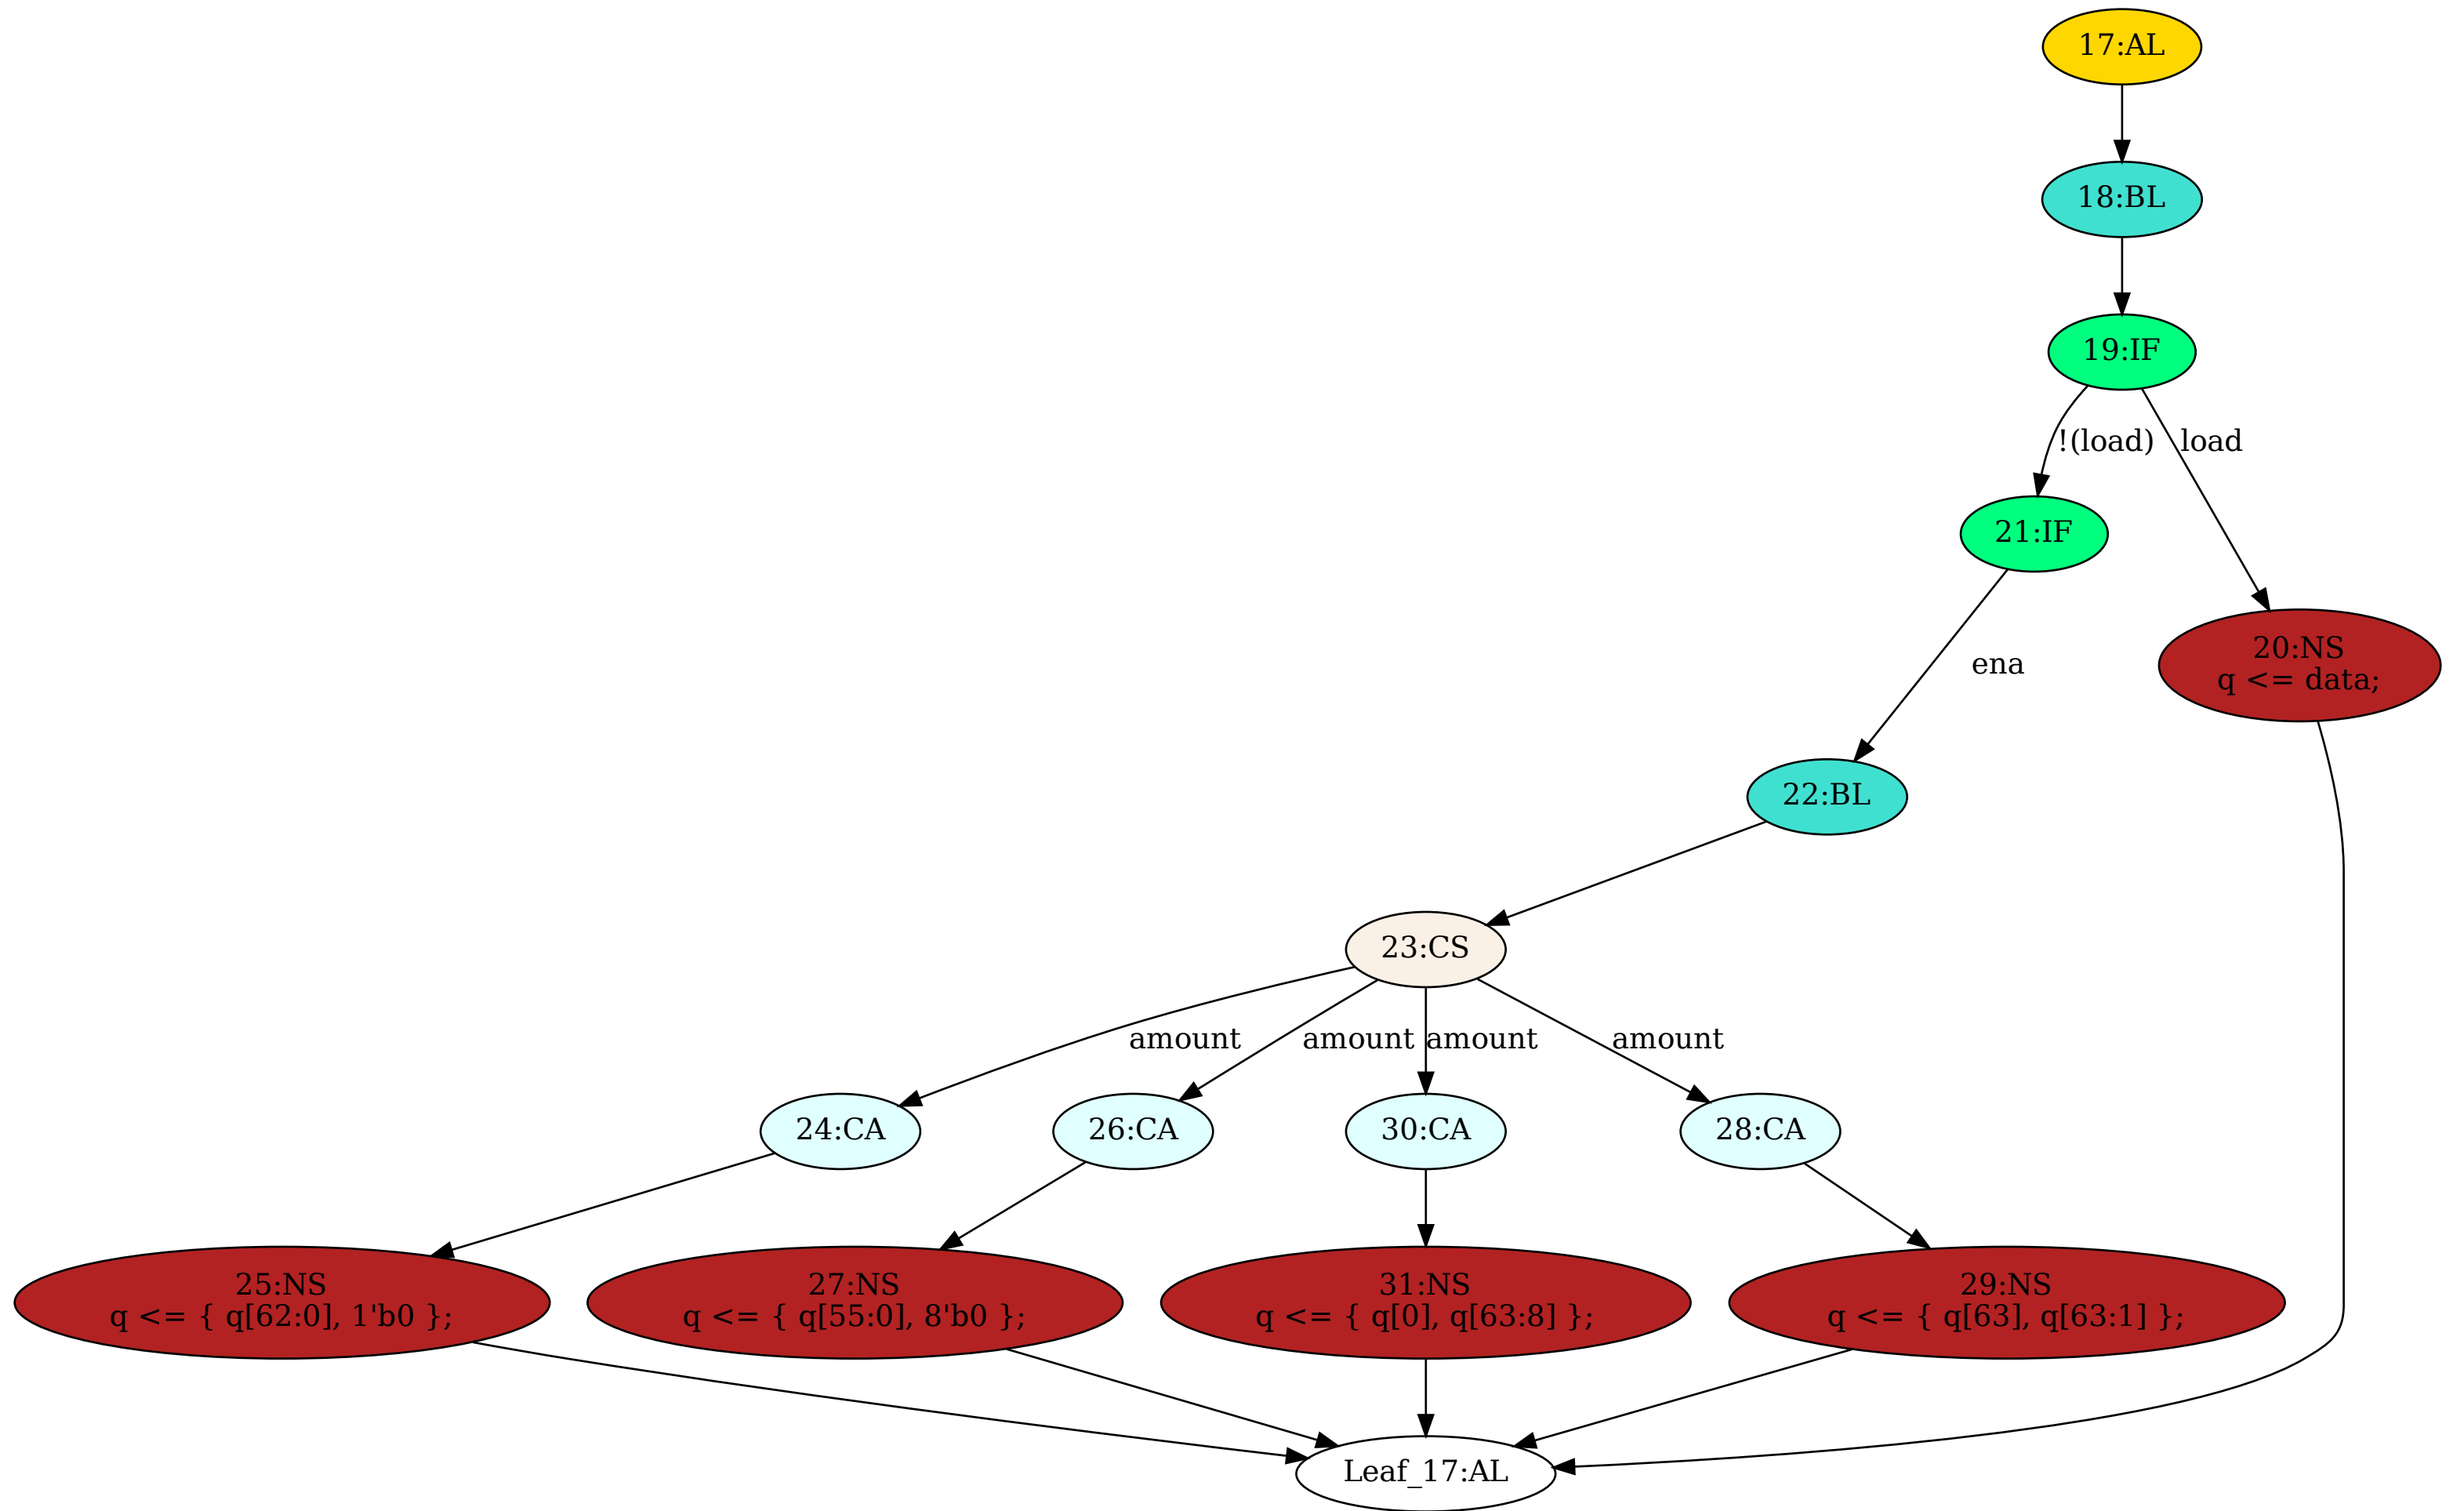 17:AL
18:BL
19:IF
!(load)
load
21:IF
20:NS
q <= data;
ena
22:BL
23:CS
amount
amount
amount
amount
24:CA
26:CA
30:CA
28:CA
25:NS
q <= { q[62:0], 1'b0 };
27:NS
q <= { q[55:0], 8'b0 };
31:NS
q <= { q[0], q[63:8] };
29:NS
q <= { q[63], q[63:1] };
Leaf_17:AL